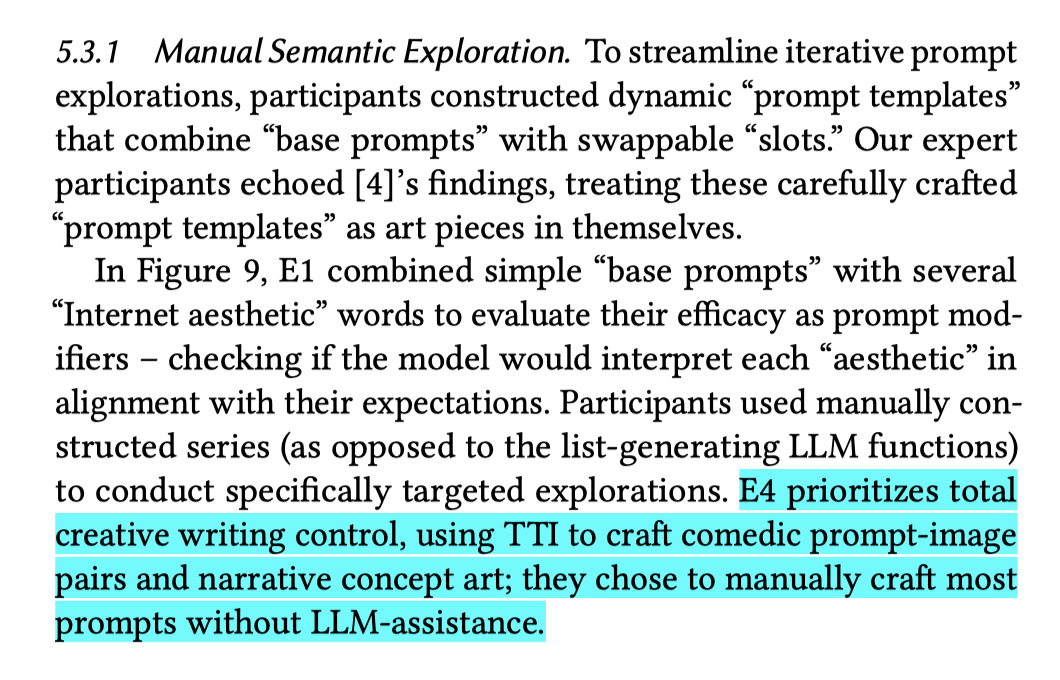 5.3.1 Manual Semantic Exploration. To streamline iterative prompt
explorations, participants constructed dynamic “prompt templates”
that combine “base prompts” with swappable “slots.” Our expert
participants echoed [4]’s findings, treating these carefully crafted
“prompt templates” as art pieces in themselves.
In Figure 9, E1 combined simple “base prompts” with several
“Internet aesthetic” words to evaluate their efficacy as prompt mod-
ifiers – checking if the model would interpret each “aesthetic” in
alignment with their expectations. Participants used manually con-
structed series (as opposed to the list-generating LLM functions)
to conduct specifically targeted explorations. E4 prioritizes total
creative writing control, using TTI to craft comedic prompt-image
pairs and narrative concept art; they chose to manually craft most
prompts without LLM-assistance.